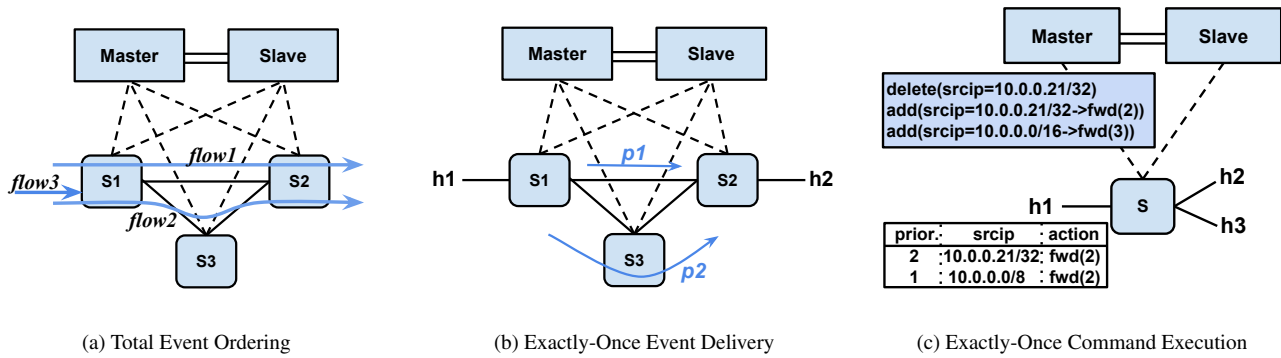 Master Slave
flow1
S1 S2
flow3
flow2
S3
(a) Total Event Ordering
Master Slave
p1
h1 S1 S2 h2
S3
p2
(b) Exactly-Once Event Delivery
Master Slave
delete(srcip=10.0.0.21/32)
add(srcip=10.0.0.21/32->fwd(2))
add(srcip=10.0.0.0/16->fwd(3))
h1 S h2
h3
prior. srcip action
2 10.0.0.21/32 fwd(2)
1 10.0.0.0/8 fwd(2)
(c) Exactly-Once Command Execution